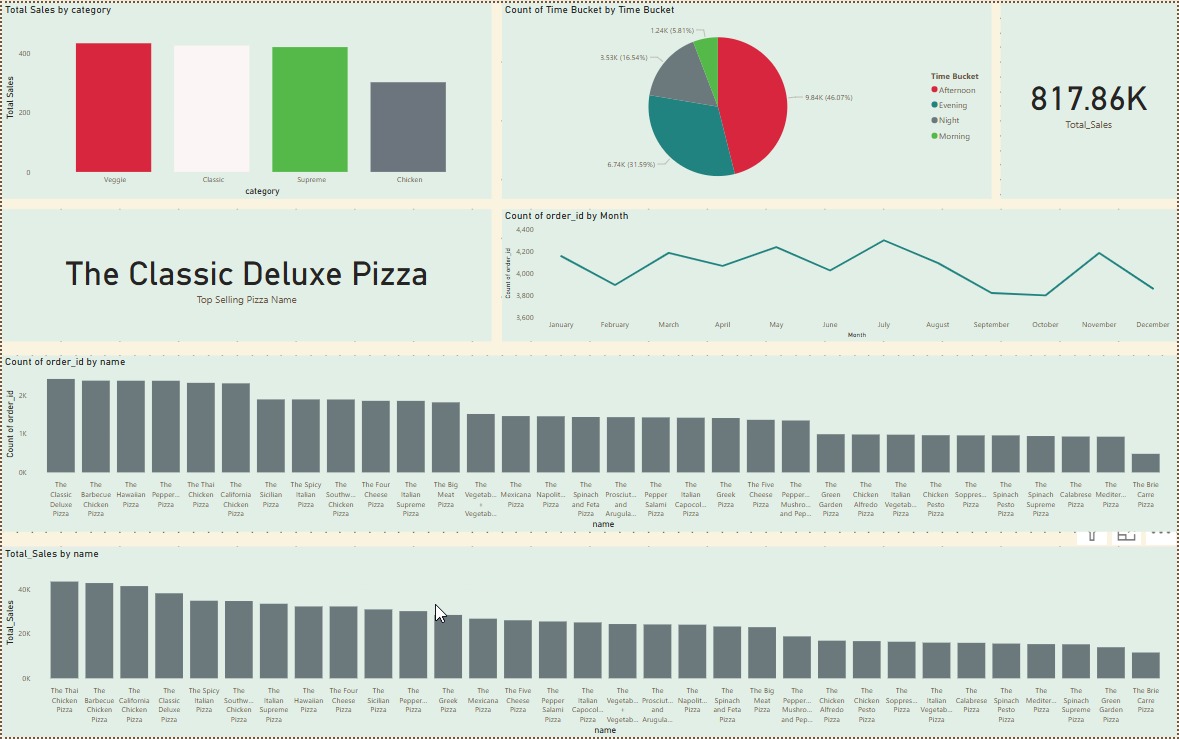 Total Sales by category
Total Sales
400
200
0
Veggie
Classic
Supreme
Chicken
category
Count of Time Bucket by Time Bucket
1.24K (5.81%)
3.53K (16.54%)
9.84K (46.07%)
6.74K (31.59%)
Time Bucket
Afternoon
Evening
Night
Morning
817.86K
Total_Sales
The Classic Deluxe Pizza
Top Selling Pizza Name
Count of order_id by Month
Count of order_id
4,400
4,200
4,000
3,800
3,600
January
February
March
April
May
June
July
August
September
October
November
December
Month
Count of order_id by name
Count of order_id
2K
1K
0K
The Classic Deluxe Pizza
The Barbecue Chicken Pizza
The Hawaiian Pizza
The Pepper... Pizza
The Thai Chicken Pizza
The California Chicken Pizza
The Sicilian Pizza
The Spicy Italian Pizza
The Southw... Chicken Pizza
The Four Cheese Pizza
The Italian Supreme Pizza
The Big Meat Pizza
The Vegetab... + Vegetab...
The Mexicana Pizza
The Napolit... Pizza
The Spinach and Feta Pizza
The Prosciut... and Arugula...
The Pepper Salami Pizza
The Italian Capocol... Pizza
The Greek Pizza
The Five Cheese Pizza
The Pepper... Mushro... and Pep...
The Green Garden Pizza
The Chicken Alfredo Pizza
The Italian Vegetab... Pizza
The Chicken Pesto Pizza
The Soppres... Pizza
The Spinach Pesto Pizza
The Spinach Supreme Pizza
The Calabrese Pizza
The Mediter... Pizza
The Brie Carre Pizza
name
Total_Sales by name
Total_Sales
40K
20K
0K
The Thai Chicken Pizza
The Barbecue Chicken Pizza
The California Chicken Pizza
The Classic Deluxe Pizza
The Spicy Italian Pizza
The Southw... Chicken Pizza
The Italian Supreme Pizza
The Hawaiian Pizza
The Four Cheese Pizza
The Sicilian Pizza
The Pepper... Pizza
The Greek Pizza
The Mexicana Pizza
The Five Cheese Pizza
The Pepper Salami Pizza
The Italian Capocol... Pizza
The Vegetab... + Vegetab...
The Prosciut... and Arugula...
The Napolit... Pizza
The Spinach and Feta Pizza
The Big Meat Pizza
The Pepper... Mushro... and Pep...
The Chicken Alfredo Pizza
The Chicken Pesto Pizza
The Soppres... Pizza
The Italian Vegetab... Pizza
The Calabrese Pizza
The Spinach Pesto Pizza
The Mediter... Pizza
The Spinach Supreme Pizza
The Green Garden Pizza
The Brie Carre Pizza
name